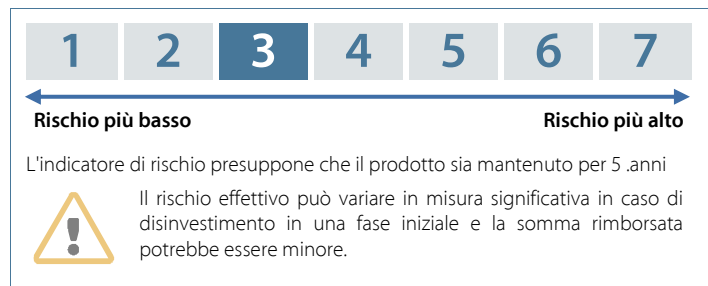 1 2 3 4 5 6 7
Rischio più basso Rischio più alto
L'indicatore di rischio presuppone che il prodotto sia mantenuto per 5 .anni
Il rischio effettivo può variare in misura significativa in caso di
disinvestimento in una fase iniziale e la somma rimborsata
potrebbe essere minore.